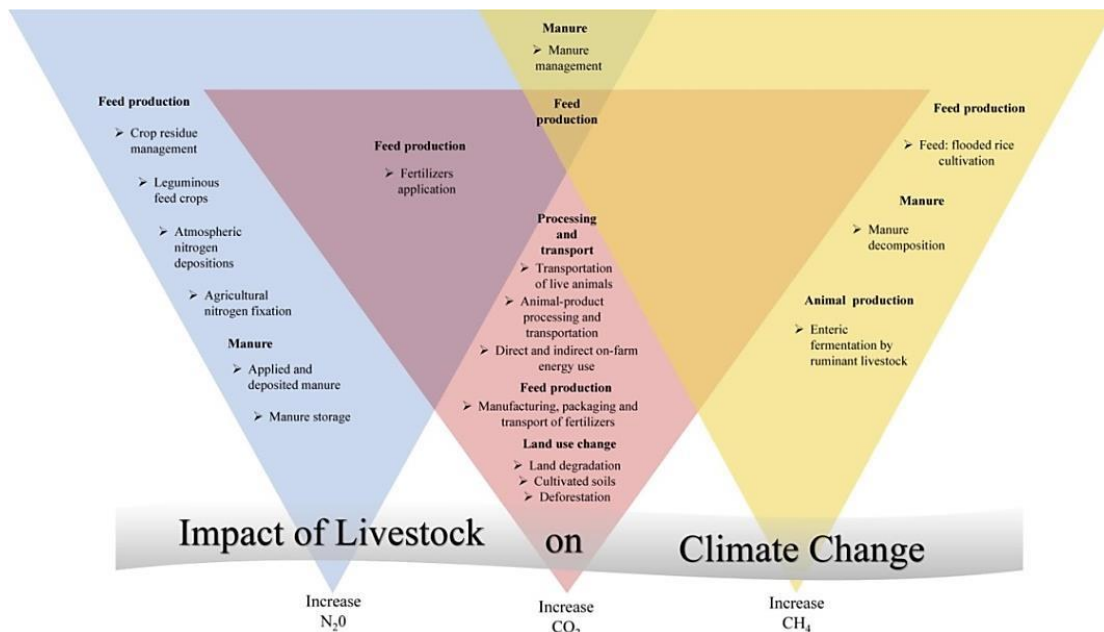 Manure
➢ Manure
management
Feed
production
Feed production
➢ Crop residue
management
➢ Leguminous
feed crops
➢ Atmospheric
nitrogen
depositions
➢ Agricultural
nitrogen fixation
Manure
➢ Applied and
deposited manure
➢ Manure storage
Feed production
➢ Fertilizers
application
Processing
and
transport
➢ Transportation
of live animals
➢ Animal-product
processing and
transportation
➢ Direct and indirect on-farm
energy use
Feed production
➢ Manufacturing, packaging and
transport of fertilizers
Land use change
➢ Land degradation
➢ Cultivated soils
➢ Deforestation
Feed production
➢ Feed: flooded rice
cultivation
Manure
➢ Manure
decomposition
Animal production
➢ Enteric
fermentation by
ruminant livestock
Impact of Livestock on Climate Change
Increase
N₂0
Increase
CO₂
Increase
CH₄